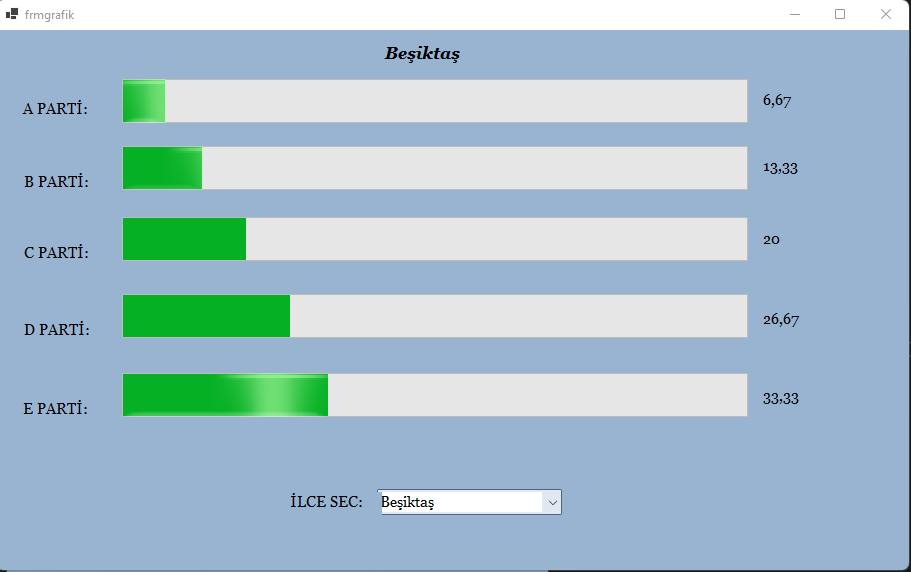 frmgrafik
Beşiktaş
A PARTİ: 6,67
B PARTİ: 13,33
C PARTİ: 20
D PARTİ: 26,67
E PARTİ: 33,33
İLCE SEC: Beşiktaş